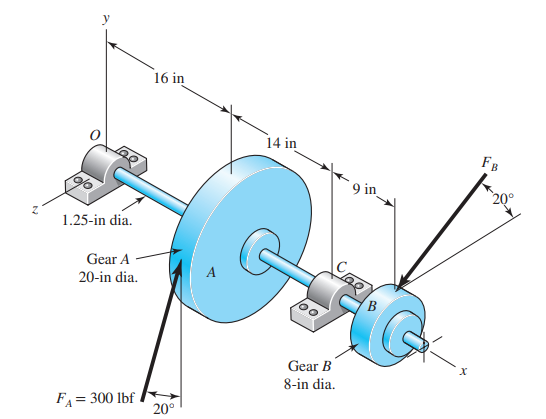 y
16 in
O
14 in
F_B
9 in
20°
z
1.25-in dia.
Gear A
20-in dia.
A
C
B
Gear B
8-in dia.
x
F_A = 300 lbf
20°